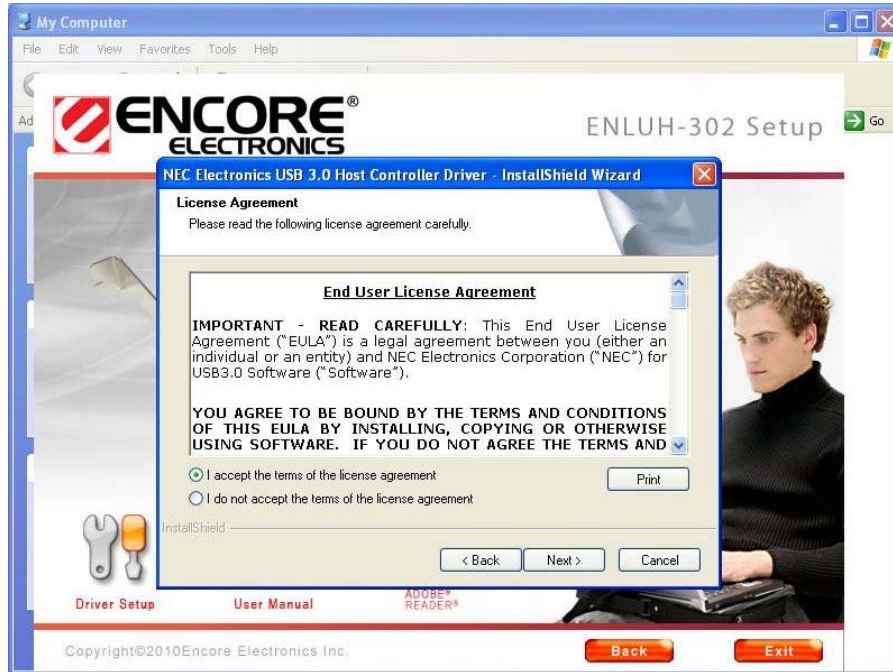 My Computer
File Edit View Favorites Tools Help
Ad
Go
ENCORE®
ELECTRONICS
ENLUH-302 Setup
NEC Electronics USB 3.0 Host Controller Driver - InstallShield Wizard
License Agreement
Please read the following license agreement carefully.
End User License Agreement
IMPORTANT - READ CAREFULLY: This End User License
Agreement ("EULA") is a legal agreement between you (either an
individual or an entity) and NEC Electronics Corporation ("NEC") for
USB3.0 Software ("Software").
YOU AGREE TO BE BOUND BY THE TERMS AND CONDITIONS
OF THIS EULA BY INSTALLING, COPYING OR OTHERWISE
USING SOFTWARE. IF YOU DO NOT AGREE THE TERMS AND
I accept the terms of the license agreement
Print
I do not accept the terms of the license agreement
InstallShield
< Back Next > Cancel
Driver Setup
User Manual
ADOBE®
READER®
Copyright©2010Encore Electronics Inc.
Back
Exit